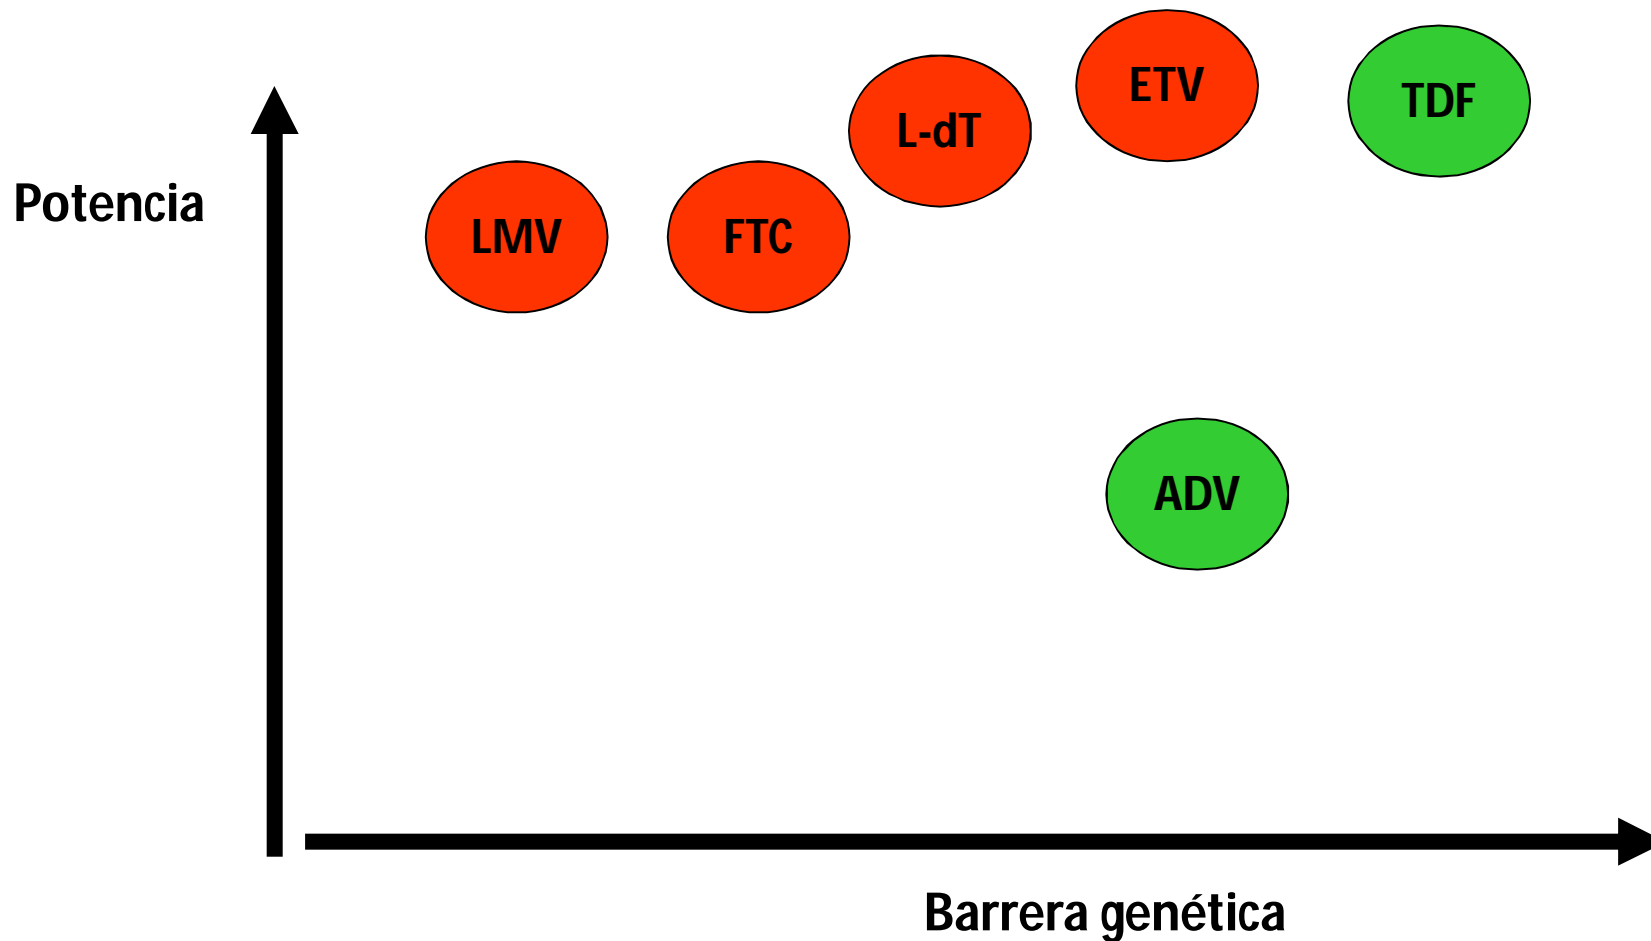 ETV
TDF
L-dT
Potencia
LMV
FTC
ADV
Barrera genética